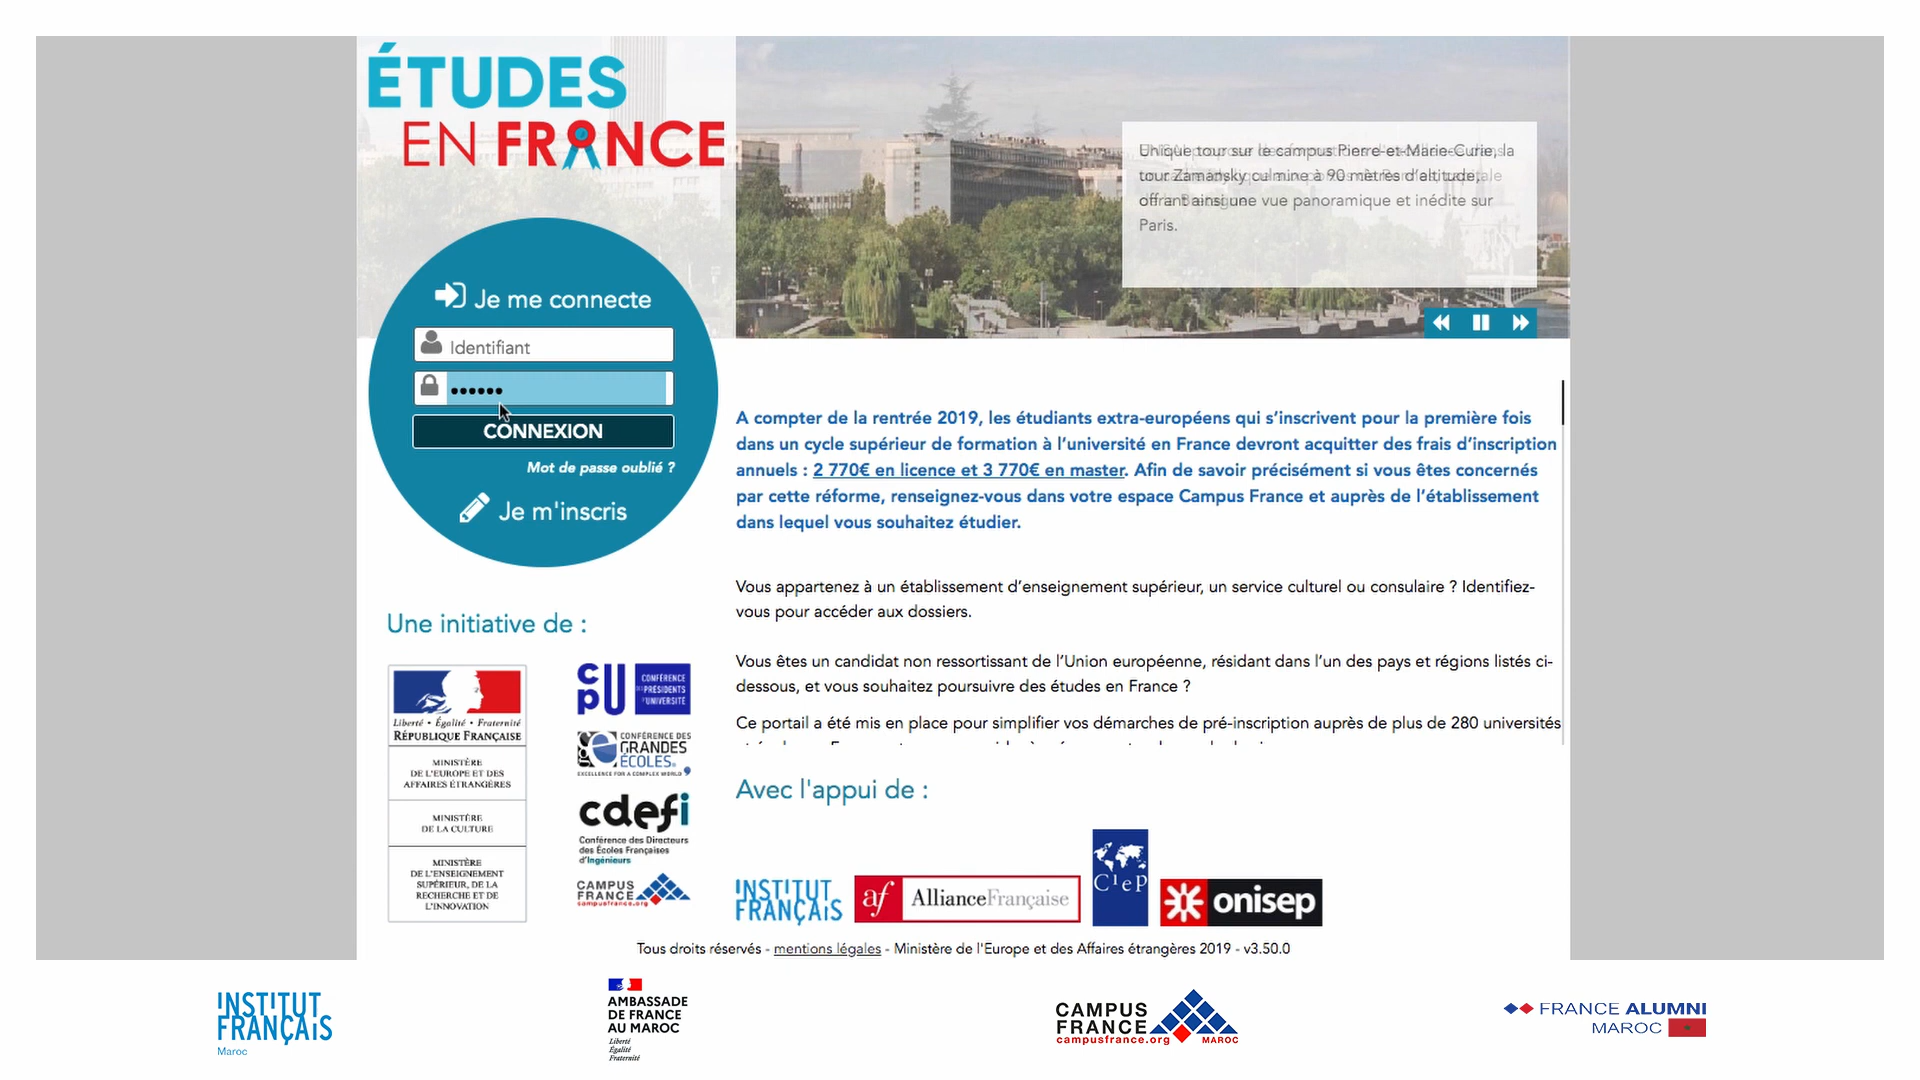 ÉTUDES
EN FRANCE
Unique tour sur le campus Pierre-et-Marie-Curie, la
tour Zamansky culmine à 90 mètres d'altitude,
offrant ainsi une vue panoramique et inédite sur
Paris.
Je me connecte
Identifiant
••••••
CONNEXION
Mot de passe oublié ?
Je m'inscris
A compter de la rentrée 2019, les étudiants extra-européens qui s’inscrivent pour la première fois
dans un cycle supérieur de formation à l’université en France devront acquitter des frais d’inscription
annuels : 2 770€ en licence et 3 770€ en master. Afin de savoir précisément si vous êtes concernés
par cette réforme, renseignez-vous dans votre espace Campus France et auprès de l’établissement
dans lequel vous souhaitez étudier.
Vous appartenez à un établissement d’enseignement supérieur, un service culturel ou consulaire ? Identifiez-
vous pour accéder aux dossiers.
Vous êtes un candidat non ressortissant de l’Union européenne, résidant dans l’un des pays et régions listés ci-
dessous, et vous souhaitez poursuivre des études en France ?
Ce portail a été mis en place pour simplifier vos démarches de pré-inscription auprès de plus de 280 universités
Une initiative de :
Liberté • Égalité • Fraternité
RÉPUBLIQUE FRANÇAISE
MINISTÈRE
DE L'EUROPE ET DES
AFFAIRES ÉTRANGÈRES
MINISTÈRE
DE LA CULTURE
MINISTÈRE
DE L'ENSEIGNEMENT
SUPÉRIEUR, DE LA
RECHERCHE ET DE
L'INNOVATION
CPU
CONFÉRENCE
DES PRÉSIDENTS
D'UNIVERSITÉ
CONFÉRENCE DES
GRANDES
ÉCOLES
EXCELLENCE FOR A COMPLEX WORLD
cdefi
Conférence des Directeurs
des Écoles Françaises
d'Ingénieurs
CAMPUS
FRANCE
campusfrance.org
Avec l'appui de :
INSTITUT
FRANÇAIS
af AllianceFrançaise
CIEP
onisep
Tous droits réservés - mentions légales - Ministère de l'Europe et des Affaires étrangères 2019 - v3.50.0
INSTITUT
FRANÇAIS
Maroc
AMBASSADE
DE FRANCE
AU MAROC
Liberté
Égalité
Fraternité
CAMPUS
FRANCE
campusfrance.org MAROC
FRANCE ALUMNI
MAROC